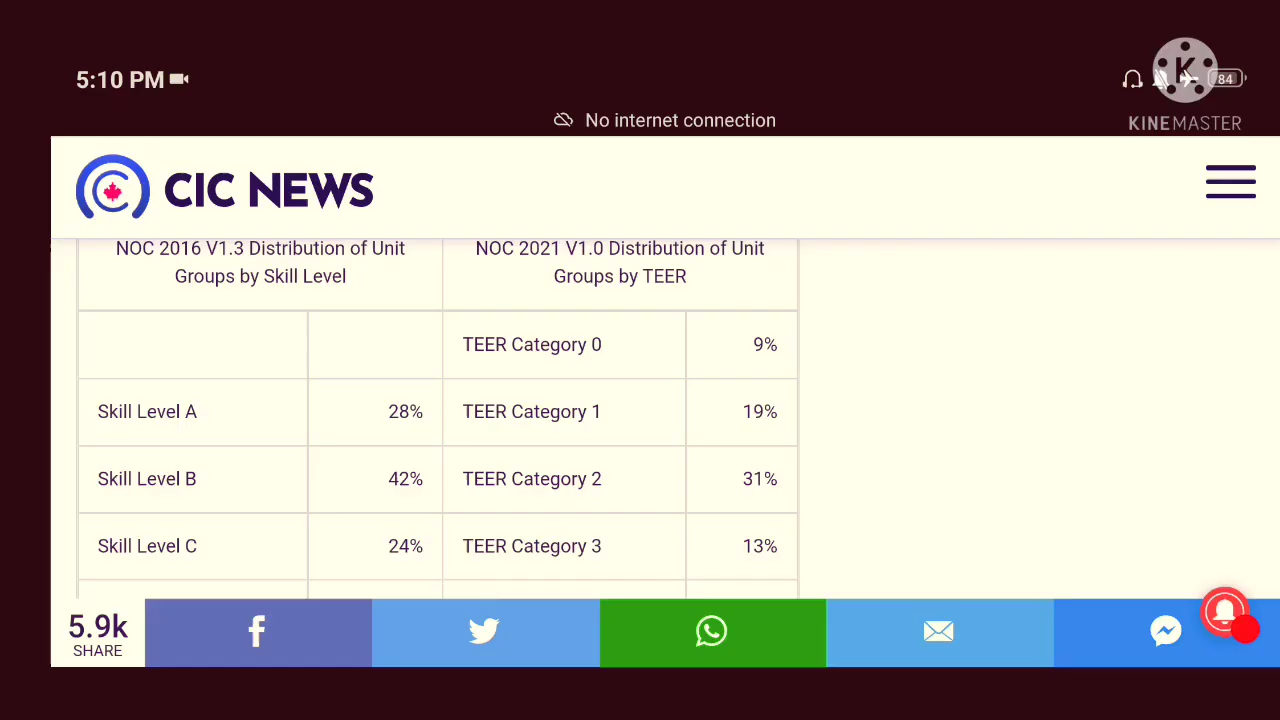 5:10 PM
84
No internet connection
K
KINEMASTER
CIC NEWS
NOC 2016 V1.3 Distribution of Unit
Groups by Skill Level
NOC 2021 V1.0 Distribution of Unit
Groups by TEER
TEER Category 0 9%
Skill Level A 28% TEER Category 1 19%
Skill Level B 42% TEER Category 2 31%
Skill Level C 24% TEER Category 3 13%
5.9k
SHARE